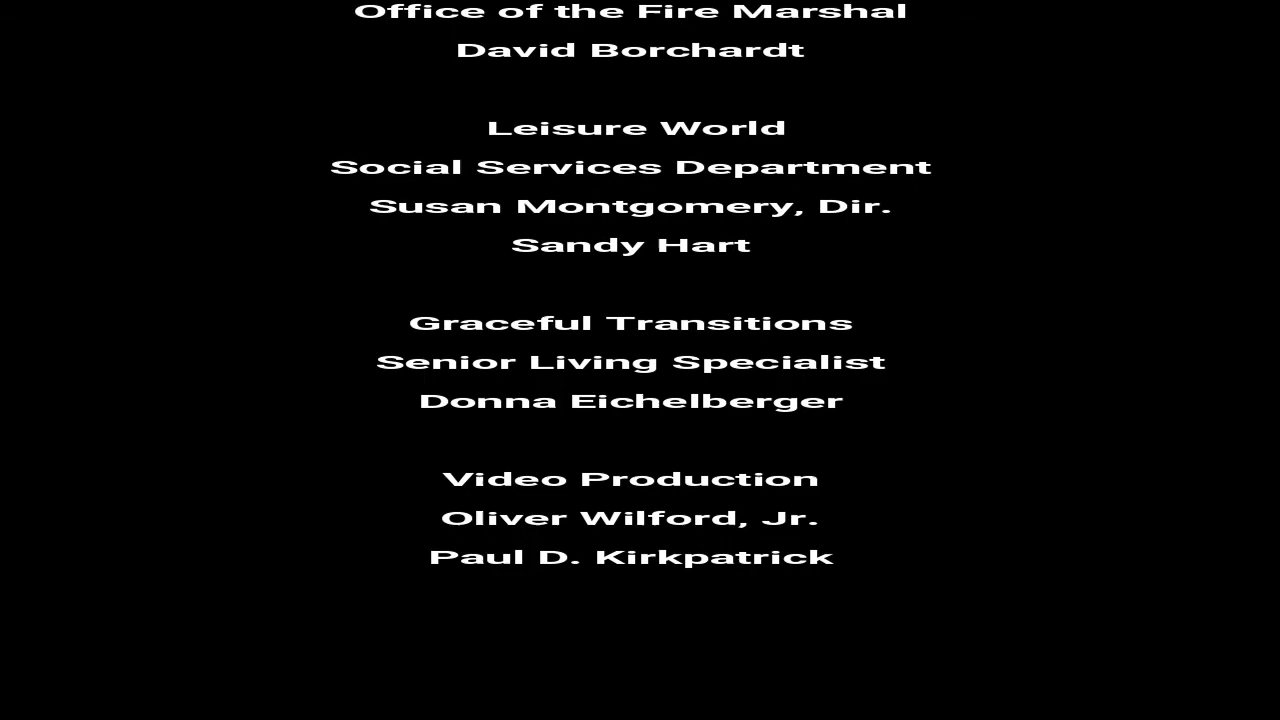 Office of the Fire Marshal
David Borchardt
Leisure World
Social Services Department
Susan Montgomery, Dir.
Sandy Hart
Graceful Transitions
Senior Living Specialist
Donna Eichelberger
Video Production
Oliver Wilford, Jr.
Paul D. Kirkpatrick